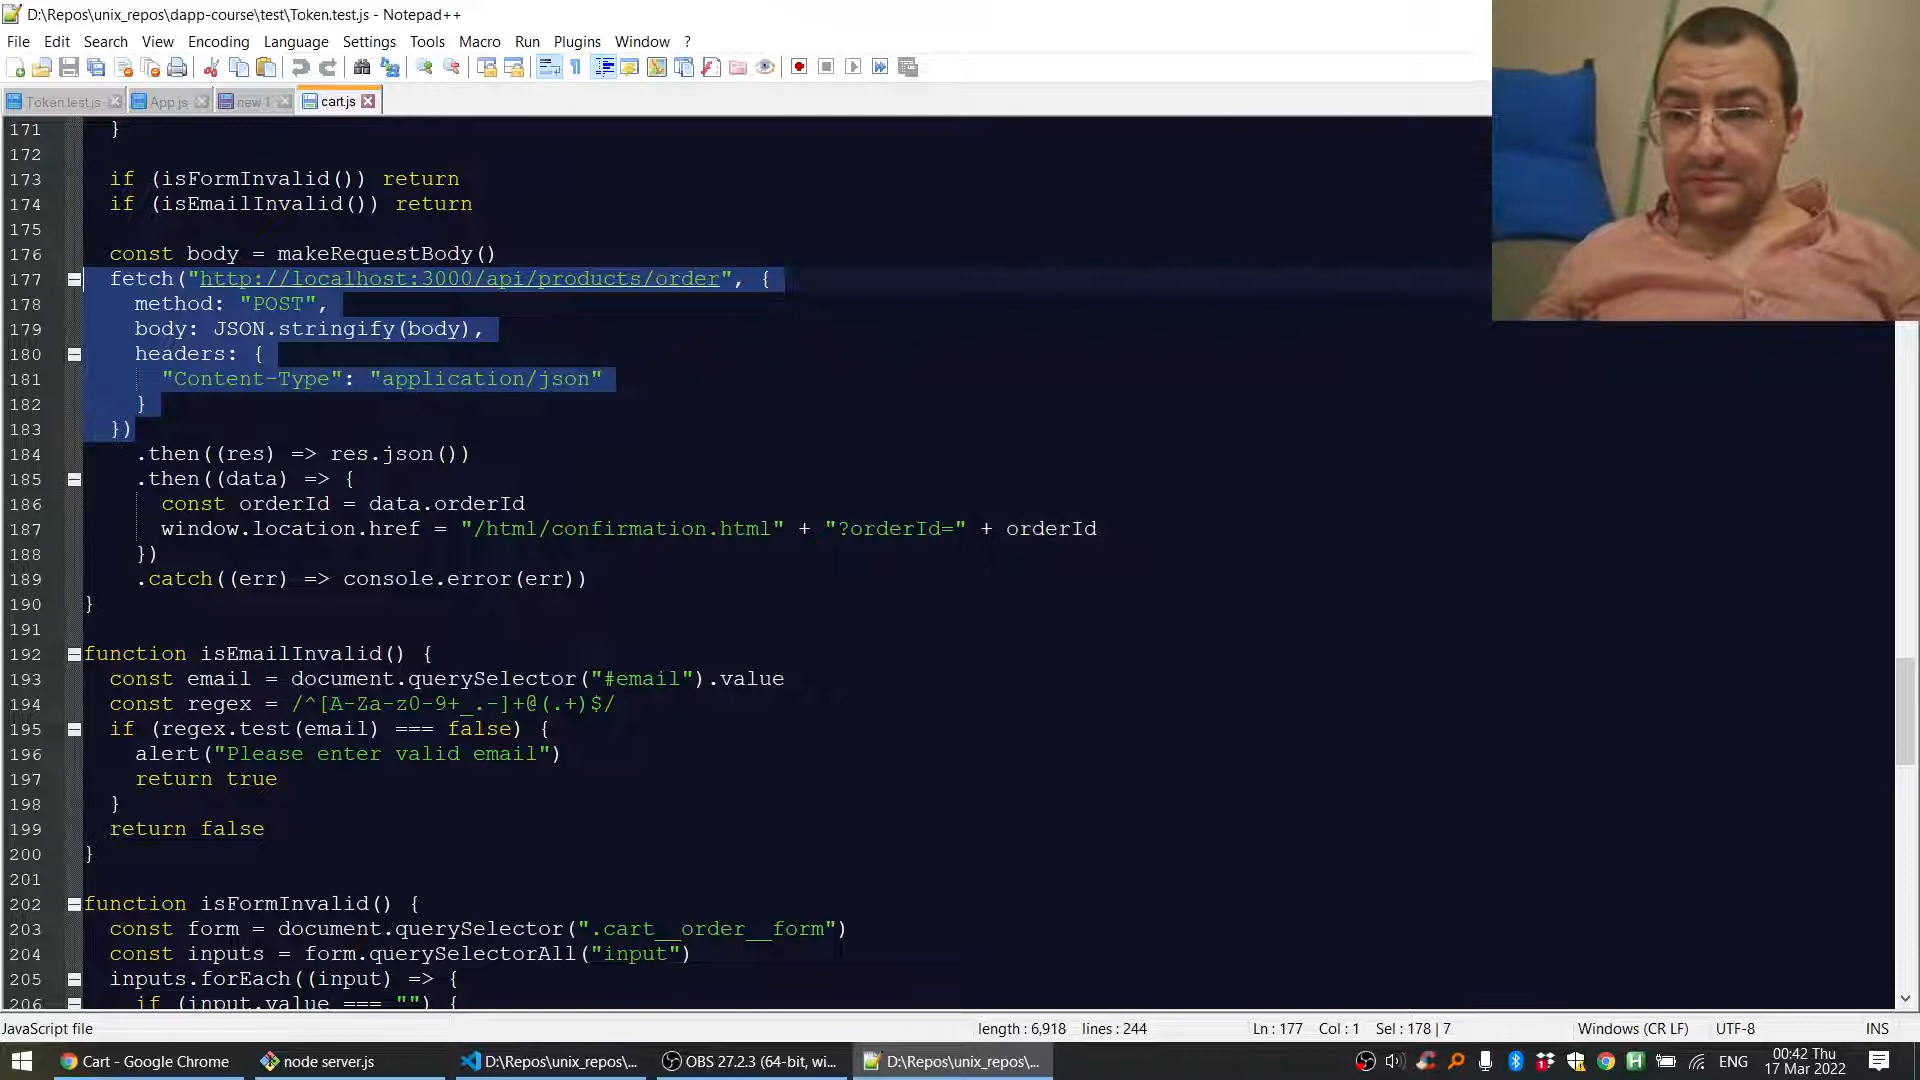 D:\Repos\unix_repos\dapp-course\test\Token.test.js - Notepad++
File Edit Search View Encoding Language Settings Tools Macro Run Plugins Window ?
Token.test.js App.js new 1 cart.js
171 }
172
173 if (isFormInvalid()) return
174 if (isEmailInvalid()) return
175
176 const body = makeRequestBody()
177 fetch("http://localhost:3000/api/products/order", {
178 method: "POST",
179 body: JSON.stringify(body),
180 headers: {
181 "Content-Type": "application/json"
182 }
183 })
184 .then((res) => res.json())
185 .then((data) => {
186 const orderId = data.orderId
187 window.location.href = "/html/confirmation.html" + "?orderId=" + orderId
188 })
189 .catch((err) => console.error(err))
190 }
191
192 function isEmailInvalid() {
193 const email = document.querySelector("#email").value
194 const regex = /^[A-Za-z0-9+_.-]+@(.+)$/
195 if (regex.test(email) === false) {
196 alert("Please enter valid email")
197 return true
198 }
199 return false
200 }
201
202 function isFormInvalid() {
203 const form = document.querySelector(".cart__order__form")
204 const inputs = form.querySelectorAll("input")
205 inputs.forEach((input) => {
206 if (input.value === "") {
JavaScript file length : 6,918 lines : 244 Ln : 177 Col : 1 Sel : 178 | 7 Windows (CR LF) UTF-8 INS
Cart - Google Chrome node server.js D:\Repos\unix_repos\... OBS 27.2.3 (64-bit, wi... D:\Repos\unix_repos\... ENG 00:42 Thu
17 Mar 2022